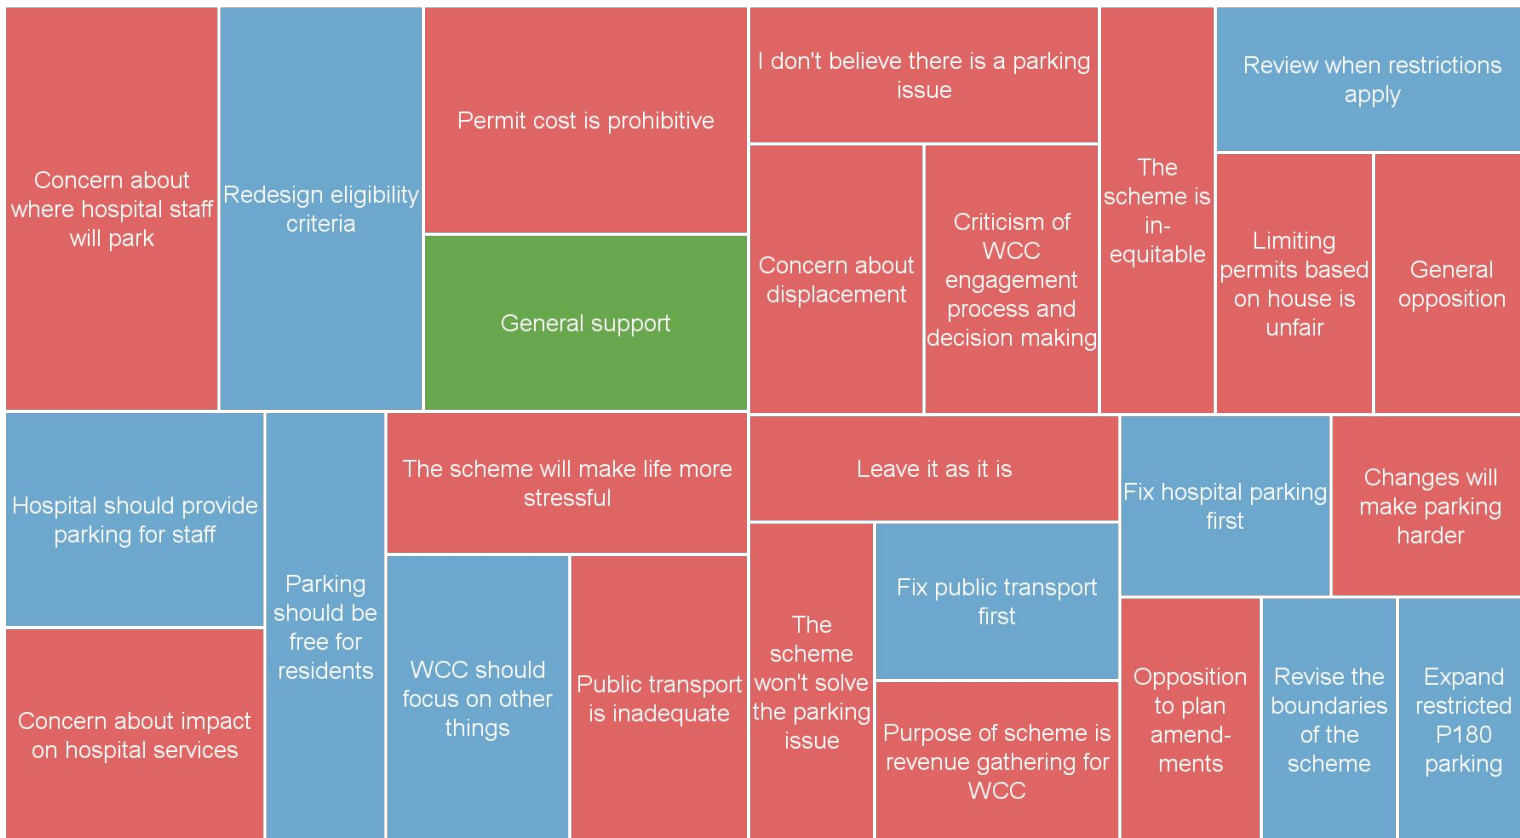 Concern about
where hospital staff
will park
Redesign eligibility
criteria
Permit cost is prohibitive
General support
I don't believe there is a parking
issue
Concern about
displacement
Criticism of
WCC
engagement
process and
decision making
The
scheme is
in-
equitable
Review when restrictions
apply
Limiting
permits based
on house is
unfair
General
opposition
Hospital should provide
parking for staff
Concern about impact
on hospital services
Parking
should be
free for
residents
The scheme will make life more
stressful
WCC should
focus on other
things
Public transport
is inadequate
Leave it as it is
The
scheme
won't solve
the parking
issue
Fix public transport
first
Purpose of scheme is
revenue gathering for
WCC
Fix hospital parking
first
Changes will
make parking
harder
Opposition
to plan
amend-
ments
Revise the
boundaries
of the
scheme
Expand
restricted
P180
parking